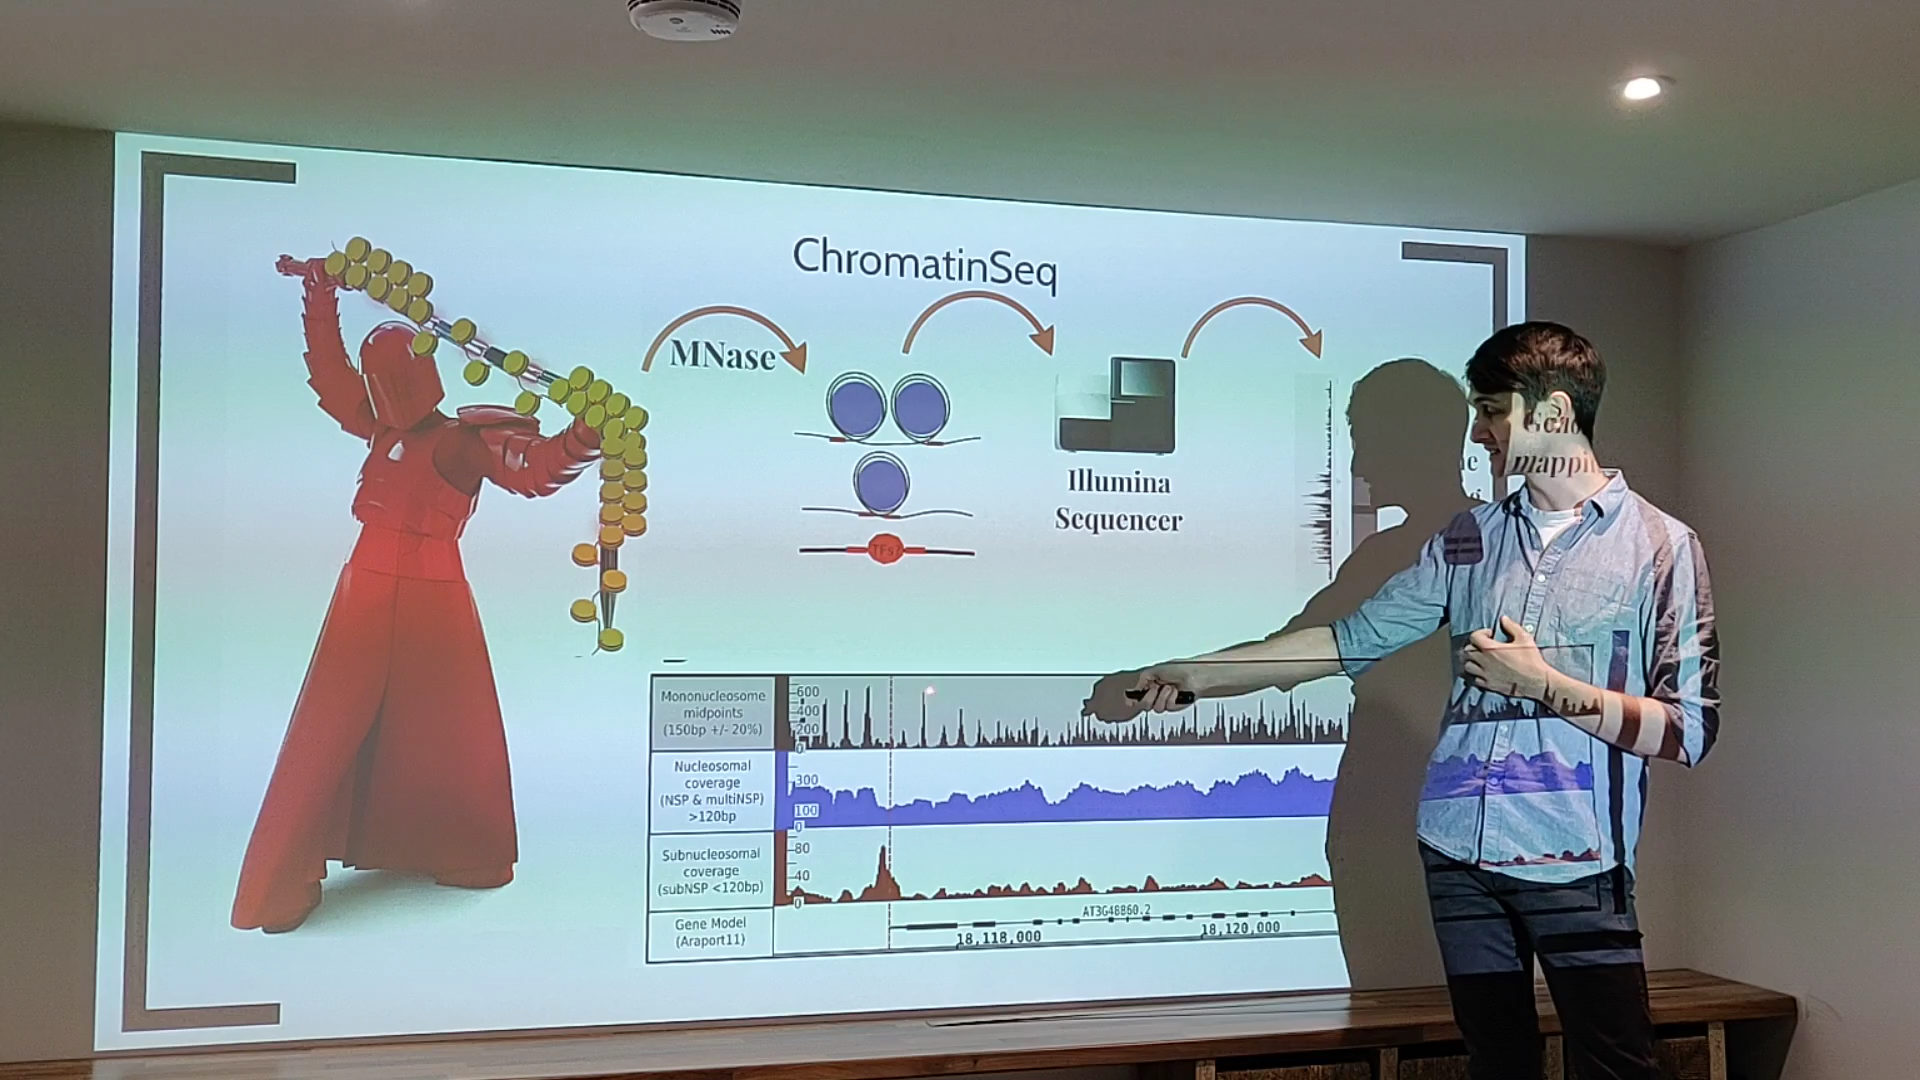 ChromatinSeq
MNase
Illumina
Sequencer
TFs?
mappin
Mononucleosome
midpoints
(150bp +/- 20%)
600
400
200
0
Nucleosomal
coverage
(NSP & multiNSP)
>120bp
300
100
0
Subnucleosomal
coverage
(subNSP <120bp)
80
40
0
Gene Model
(Araport11)
AT3G48860.2
18,118,000
18,120,000